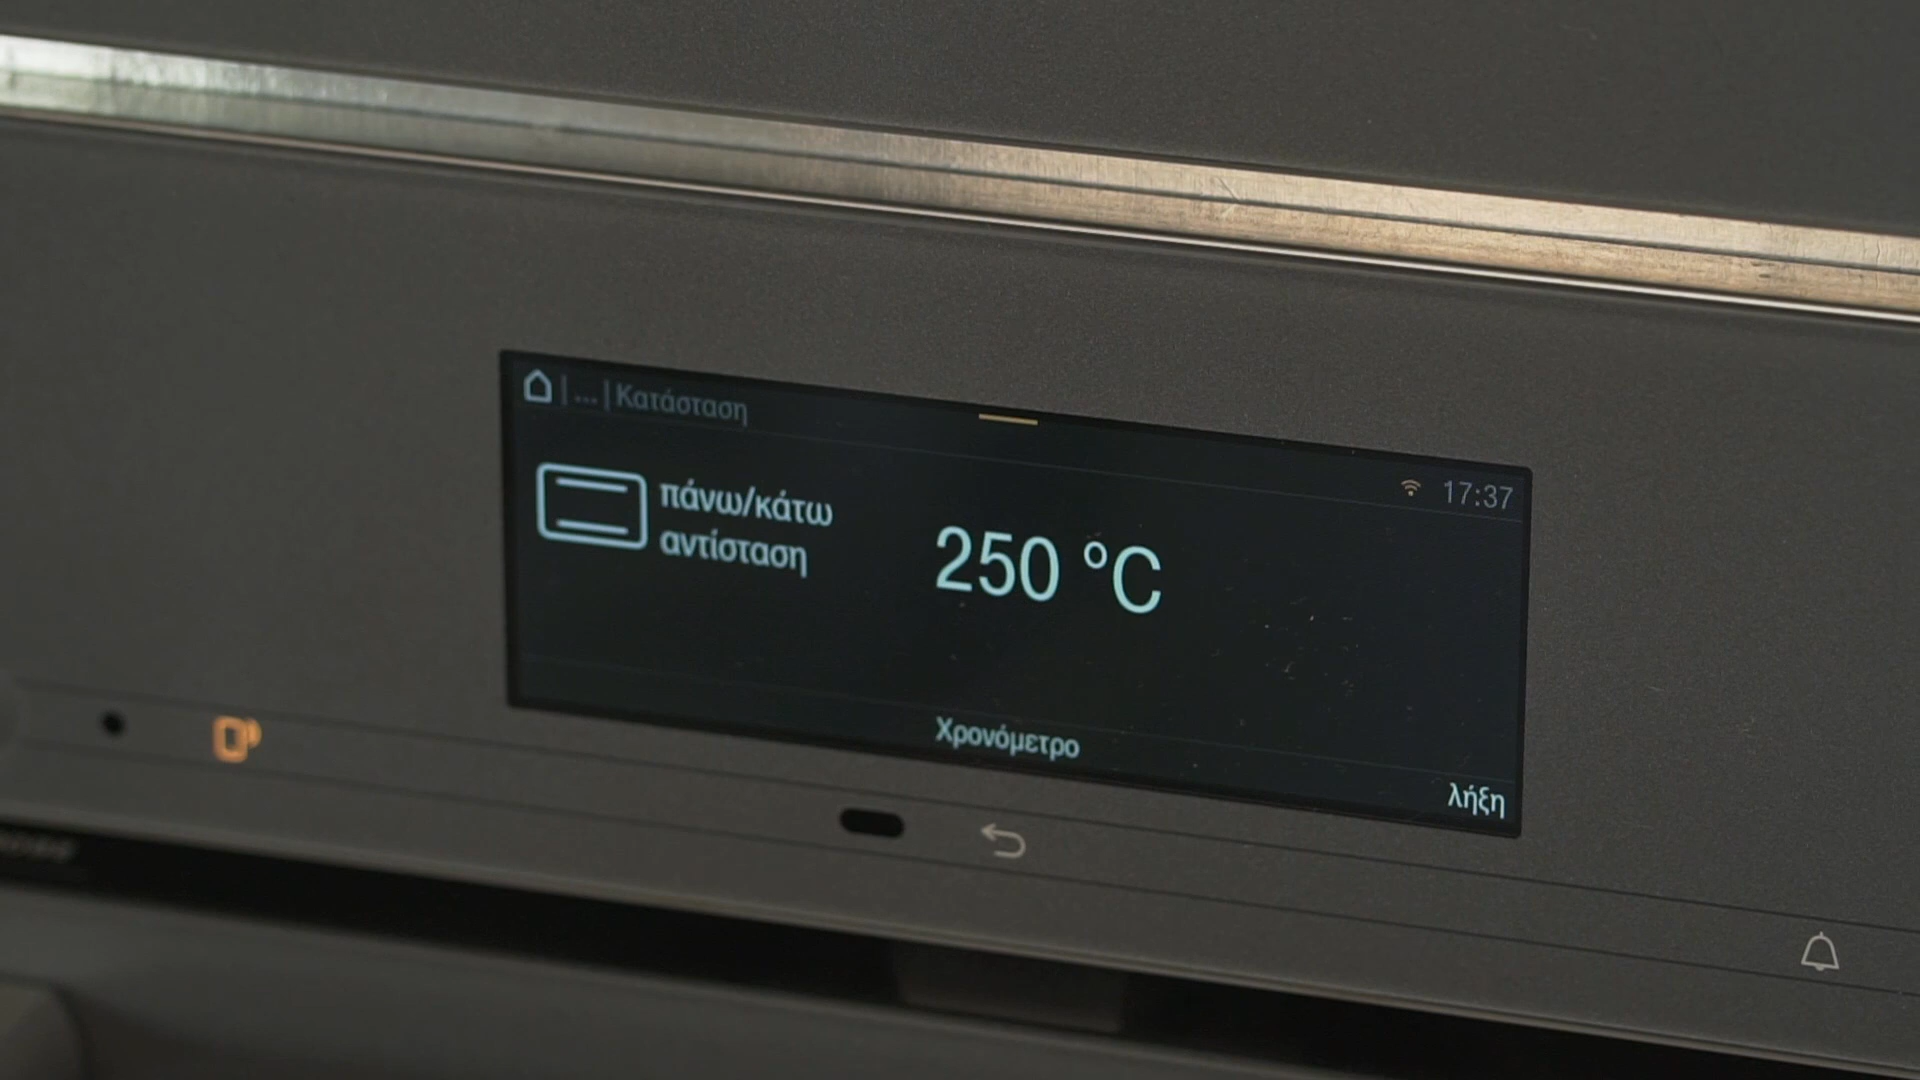 | ... | Κατάσταση
17:37
πάνω/κάτω
αντίσταση
250 °C
Χρονόμετρο
λήξη